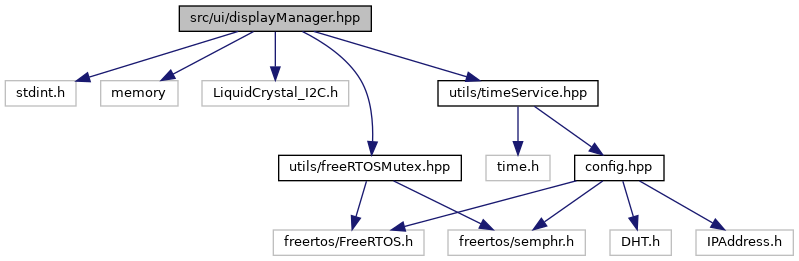 src/ui/displayManager.hpp
stdint.h
memory
LiquidCrystal_I2C.h
utils/timeService.hpp
utils/freeRTOSMutex.hpp
time.h
config.hpp
freertos/FreeRTOS.h
freertos/semphr.h
DHT.h
IPAddress.h